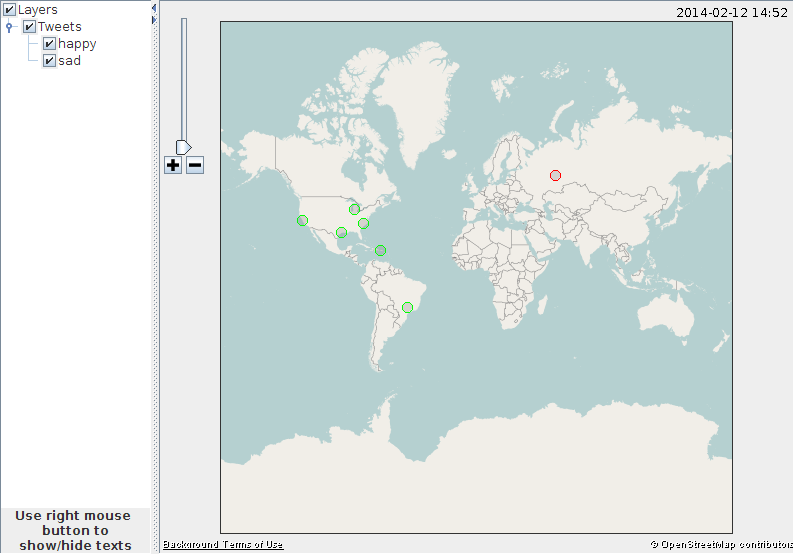 Layers
Tweets
happy
sad
2014-02-12 14:52
Use right mouse
button to
show/hide texts
Background Terms of Use
© OpenStreetMap contributors